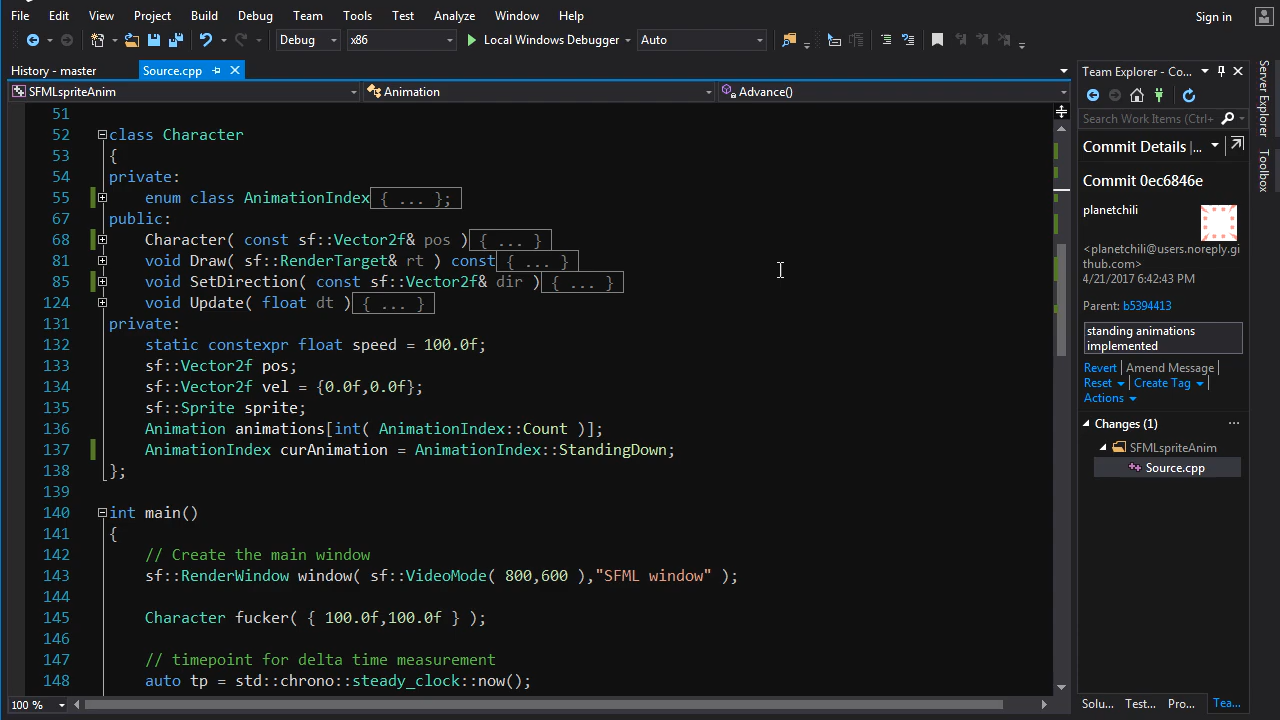 File Edit View Project Build Debug Team Tools Test Analyze Window Help Sign in
Debug x86 Local Windows Debugger Auto
History - master Source.cpp
SFMLspriteAnim Animation Advance()
51
52 class Character
53 {
54 private:
55 enum class AnimationIndex{ ... };
67 public:
68 Character( const sf::Vector2f& pos ){ ... }
81 void Draw( sf::RenderTarget& rt ) const{ ... }
85 void SetDirection( const sf::Vector2f& dir ){ ... }
124 void Update( float dt ){ ... }
131 private:
132 static constexpr float speed = 100.0f;
133 sf::Vector2f pos;
134 sf::Vector2f vel = {0.0f,0.0f};
135 sf::Sprite sprite;
136 Animation animations[int( AnimationIndex::Count )];
137 AnimationIndex curAnimation = AnimationIndex::StandingDown;
138 };
139
140 int main()
141 {
142 // Create the main window
143 sf::RenderWindow window( sf::VideoMode( 800,600 ),"SFML window" );
144
145 Character fucker( { 100.0f,100.0f } );
146
147 // timepoint for delta time measurement
148 auto tp = std::chrono::steady_clock::now();
100 %
Team Explorer - Co...
Search Work Items (Ctrl+
Commit Details |...
Commit 0ec6846e
planetchili
<planetchili@users.noreply.gi
thub.com>
4/21/2017 6:42:43 PM
Parent: b5394413
standing animations
implemented
Revert | Amend Message |
Reset | Create Tag |
Actions
Changes (1) ...
SFMLspriteAnim
Source.cpp
Solu... Test... Pro... Tea...
Server Explorer
Toolbox